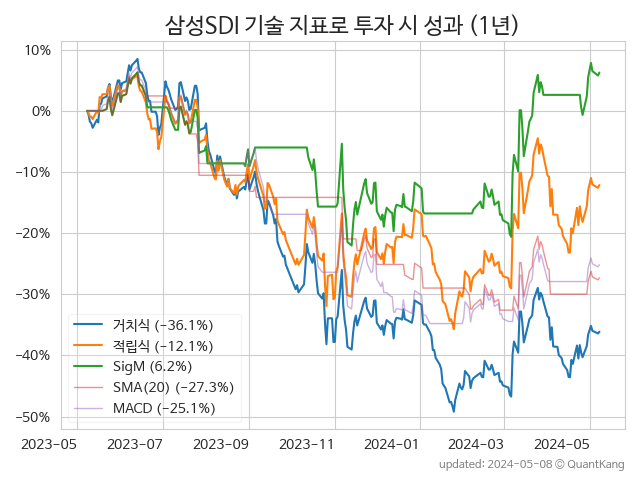 삼성SDI 기술 지표로 투자 시 성과 (1년)
10%
0%
−10%
−20%
−30%
−40%
−50%
거치식 (−36.1%)
적립식 (−12.1%)
SigM (6.2%)
SMA(20) (−27.3%)
MACD (−25.1%)
2023-05 2023-07 2023-09 2023-11 2024-01 2024-03 2024-05
updated: 2024-05-08 © QuantKang